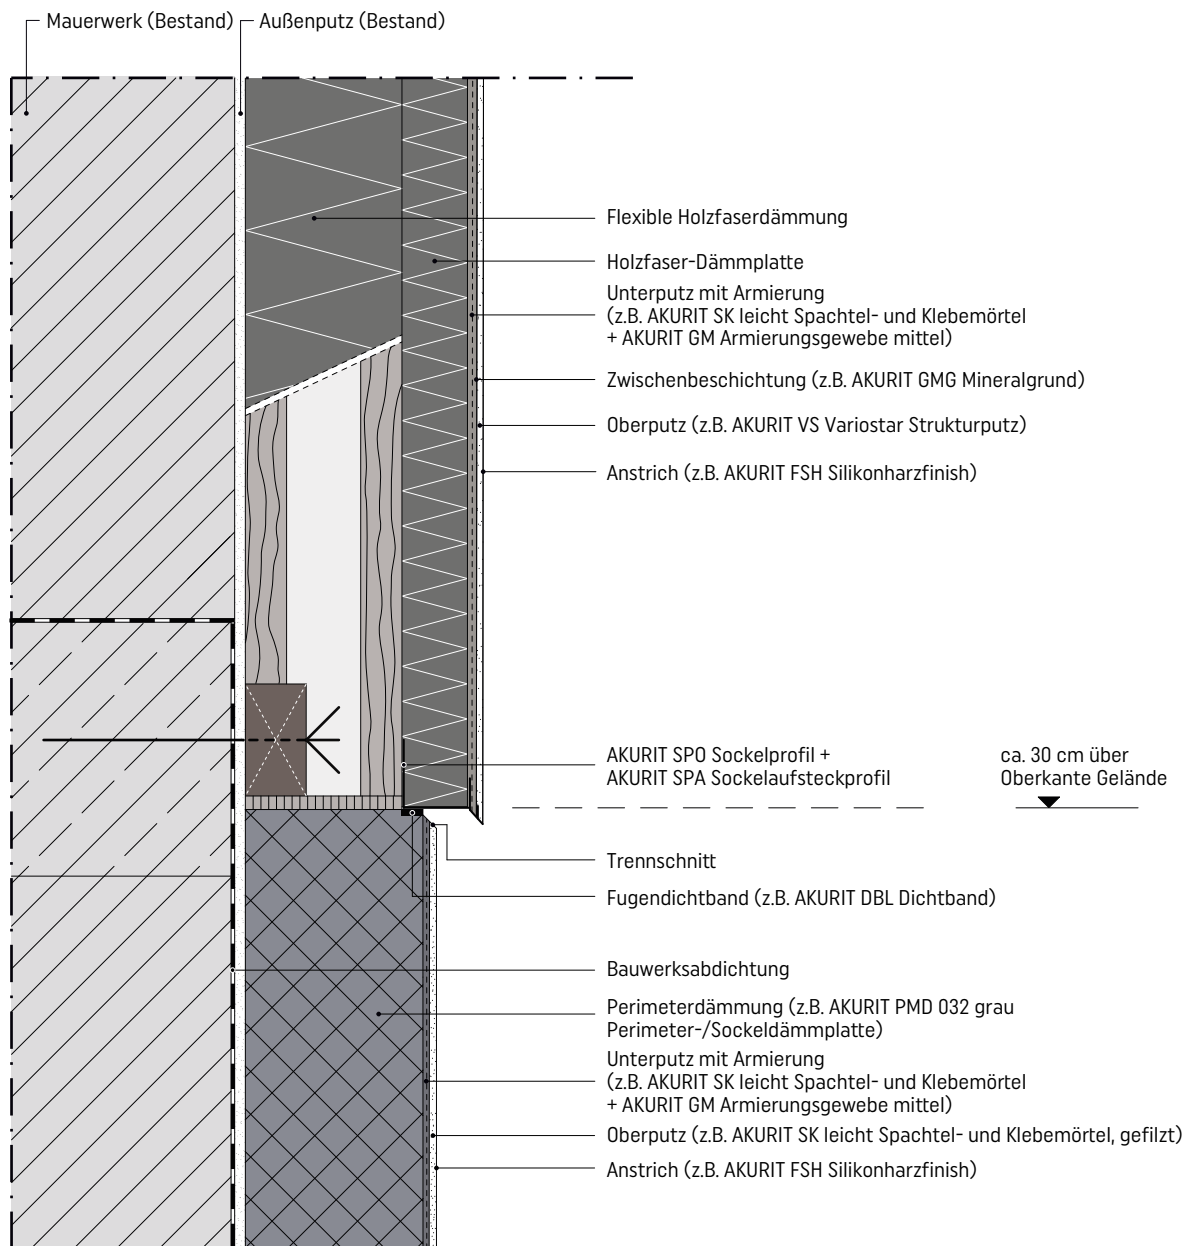 Mauerwerk (Bestand)
Außenputz (Bestand)
Flexible Holzfaserdämmung
Holzfaser-Dämmplatte
Unterputz mit Armierung
(z.B. AKURIT SK leicht Spachtel- und Klebemörtel
+ AKURIT GM Armierungsgewebe mittel)
Zwischenbeschichtung (z.B. AKURIT GMG Mineralgrund)
Oberputz (z.B. AKURIT VS Variostar Strukturputz)
Anstrich (z.B. AKURIT FSH Silikonharzfinish)
AKURIT SPO Sockelprofil +
AKURIT SPA Sockelaufsteckprofil
ca. 30 cm über
Oberkante Gelände
Trennschnitt
Fugendichtband (z.B. AKURIT DBL Dichtband)
Bauwerksabdichtung
Perimeterdämmung (z.B. AKURIT PMD 032 grau
Perimeter-/Sockeldämmplatte)
Unterputz mit Armierung
(z.B. AKURIT SK leicht Spachtel- und Klebemörtel
+ AKURIT GM Armierungsgewebe mittel)
Oberputz (z.B. AKURIT SK leicht Spachtel- und Klebemörtel, gefilzt)
Anstrich (z.B. AKURIT FSH Silikonharzfinish)